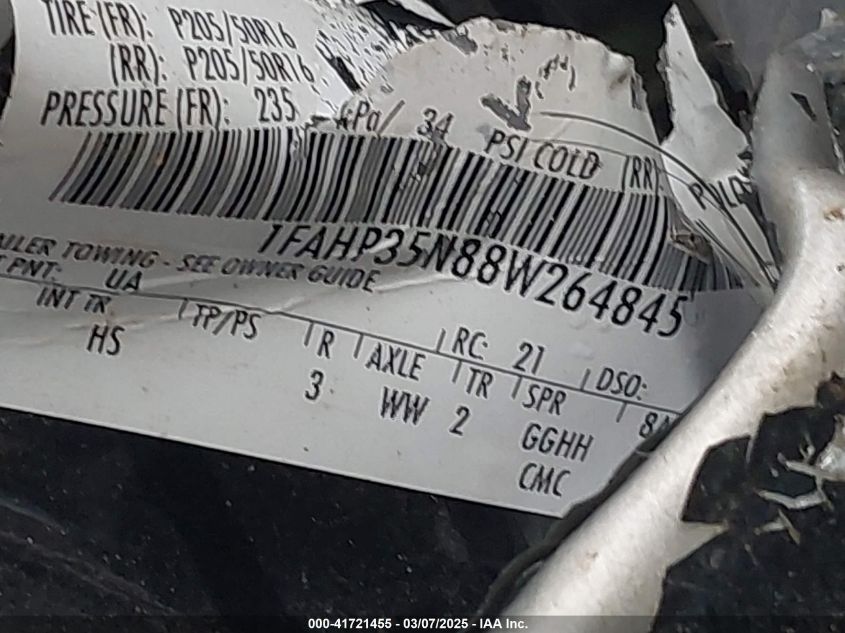 TIRE (FR): P205/50R16
(RR): P205/50R16
PRESSURE (FR): 235 kPa/ 34 PSI COLD (RR):
1FAHP35N88W264845
TOWING - SEE OWNER GUIDE
PNT: UA RC: 21 DSO:
INT TR TP/PS R AXLE TR SPR
HS 3 WW 2 GGHH
CMC
000-41721455 — 03/07/2025 — © IAA Inc.